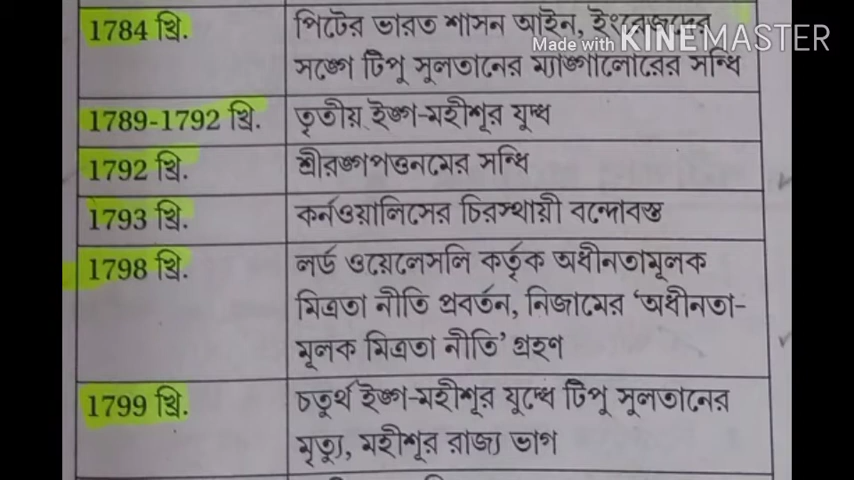 1784 খ্রি. পিটের ভারত শাসন আইন, ইংরেজদের
Made with KINEMASTER
সঙ্গে টিপু সুলতানের ম্যাঙ্গালোরের সন্ধি
1789-1792 খ্রি. তৃতীয় ইঙ্গ-মহীশূর যুদ্ধ
1792 খ্রি. শ্রীরঙ্গপত্তনমের সন্ধি
1793 খ্রি. কর্নওয়ালিসের চিরস্থায়ী বন্দোবস্ত
1798 খ্রি. লর্ড ওয়েলেসলি কর্তৃক অধীনতামূলক
মিত্রতা নীতি প্রবর্তন, নিজামের ‘অধীনতা-
মূলক মিত্রতা নীতি’ গ্রহণ
1799 খ্রি. চতুর্থ ইঙ্গ-মহীশূর যুদ্ধে টিপু সুলতানের
মৃত্যু, মহীশূর রাজ্য ভাগ